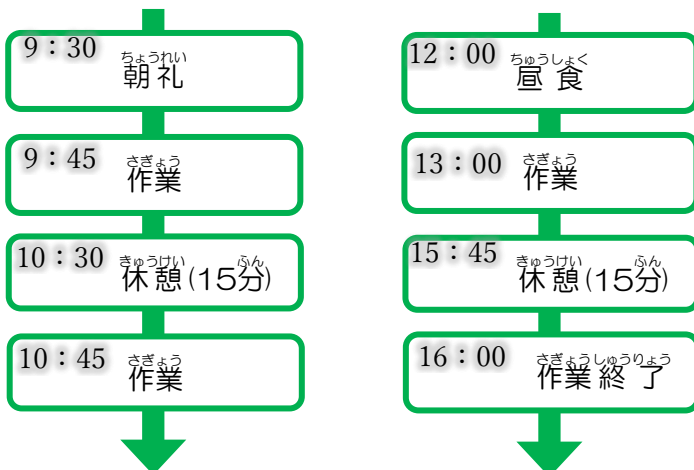 9：30
ちょうれい
朝礼
9：45
さぎょう
作業
10：30
きゅうけい ふん
休憩(15分)
10：45
さぎょう
作業
12：00
ちゅうしょく
昼食
13：00
さぎょう
作業
15：45
きゅうけい ふん
休憩(15分)
16：00
さぎょうしゅうりょう
作業終了